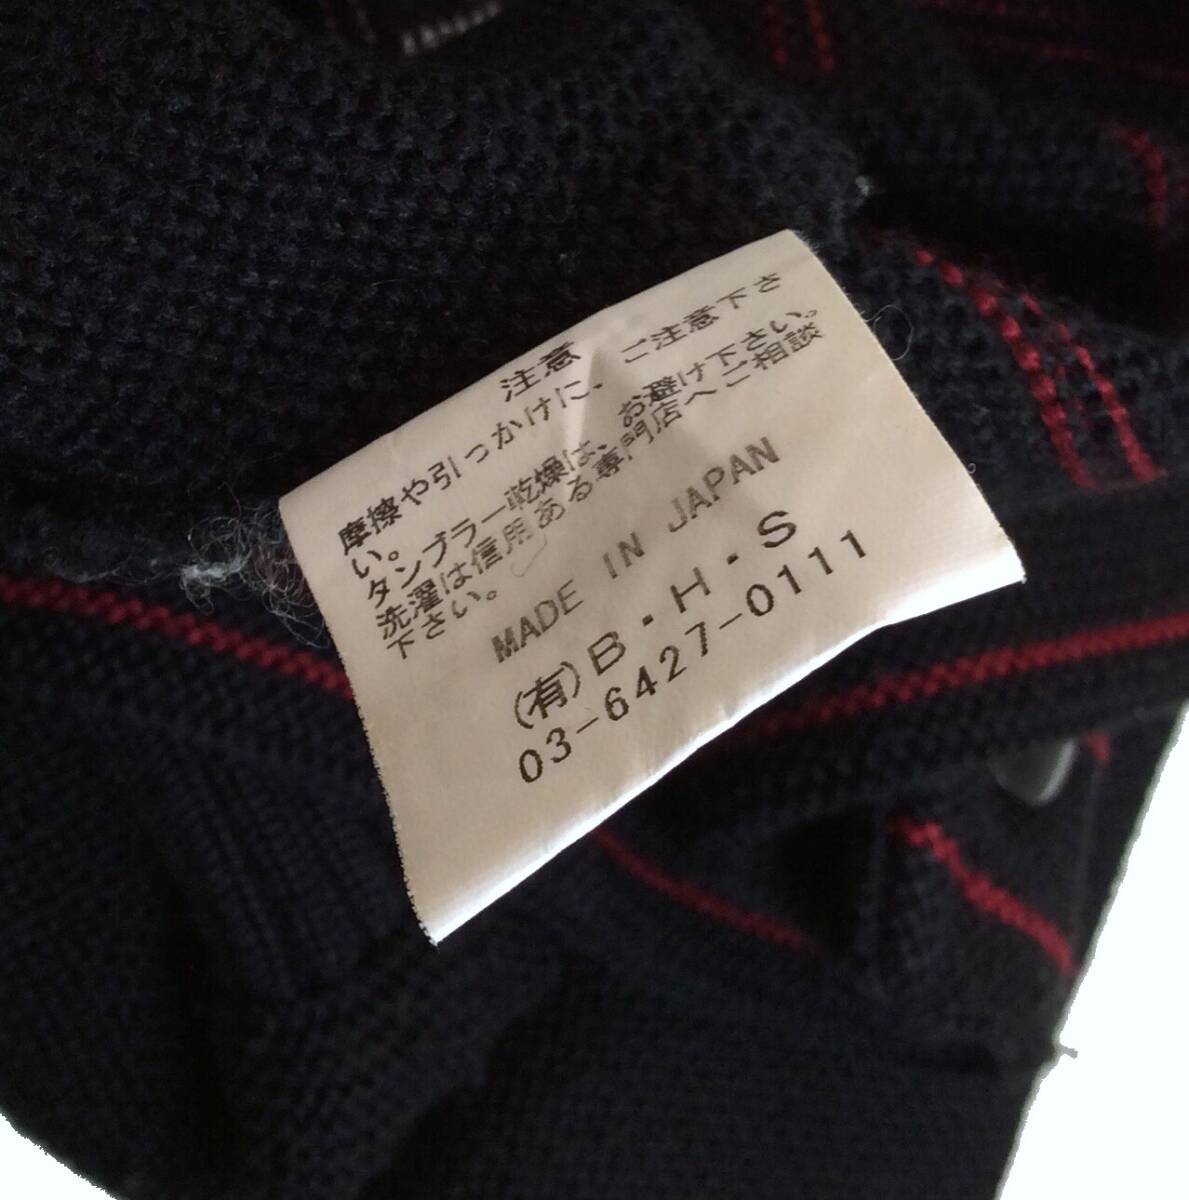 注意
摩擦や引っかけに、ご注意下さ
い。
タンブラー乾燥は、お避け下さい。
洗濯は信用ある専門店へご相談
下さい。
MADE IN JAPAN
(有)B・H・S
03-6427-0111